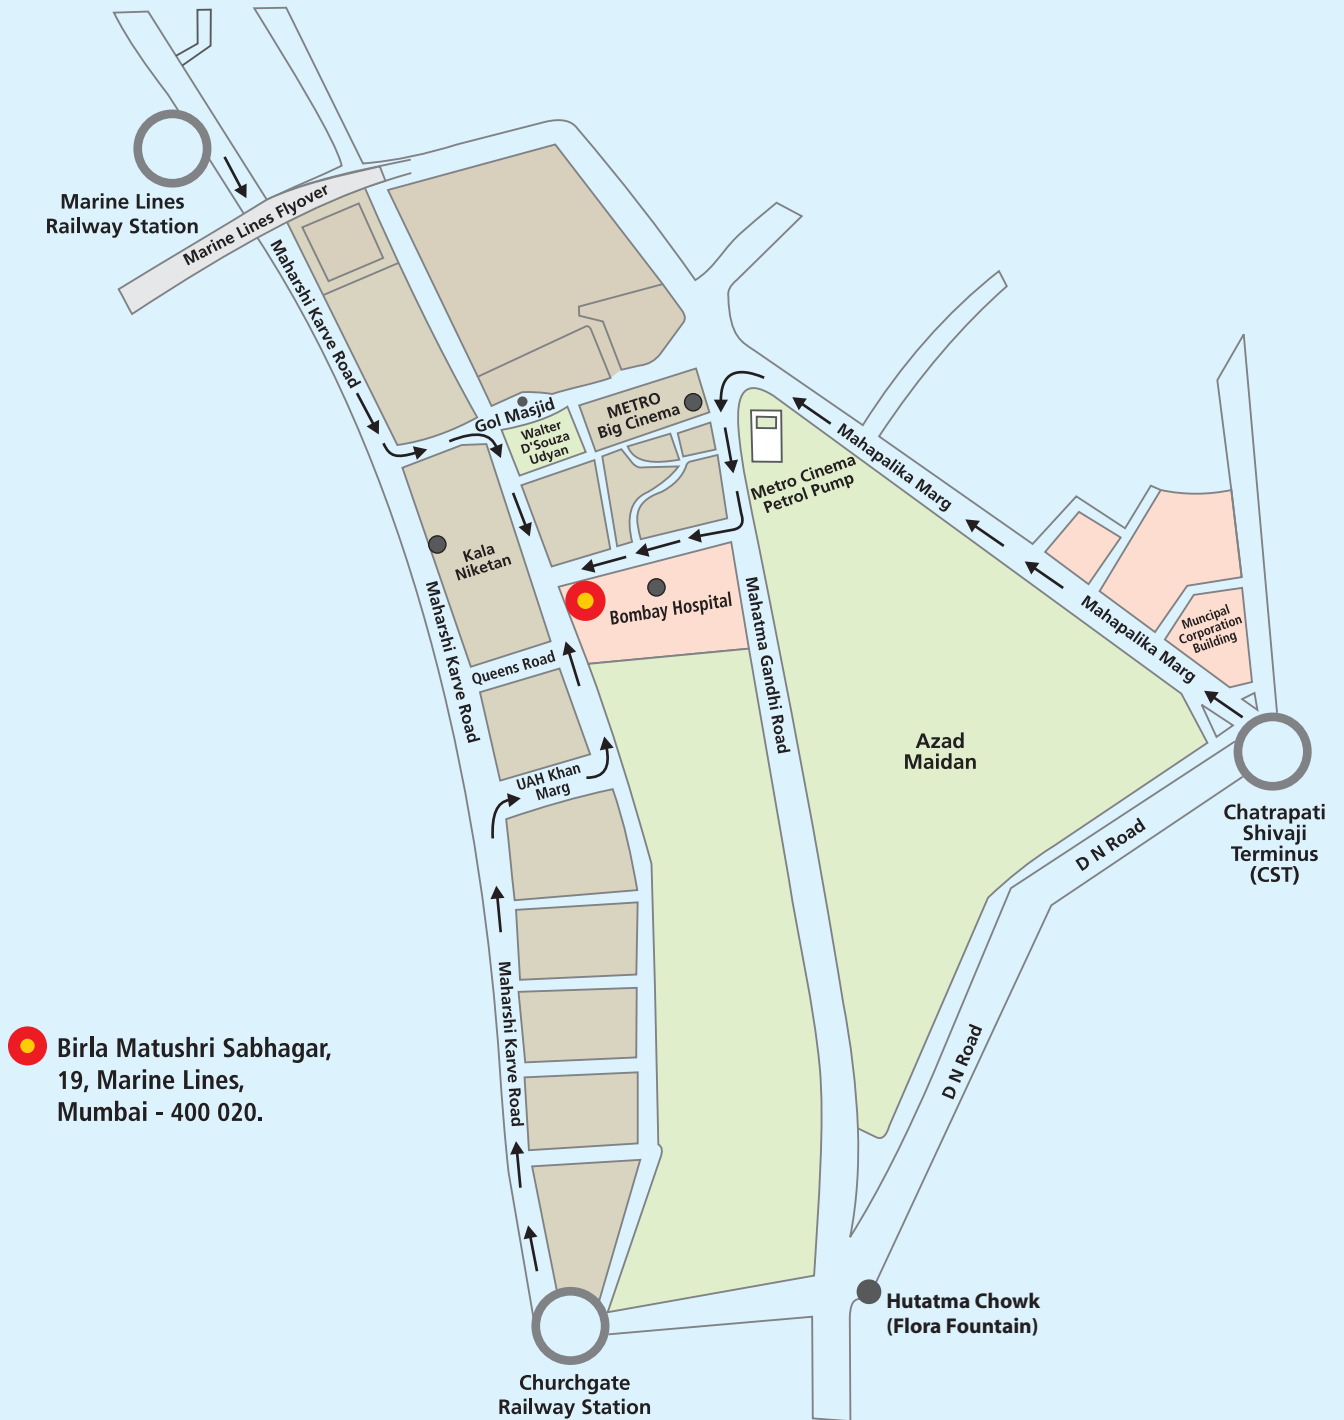 Marine Lines
Railway Station
Marine Lines Flyover
Maharshi Karve Road
Gol Masjid
METRO
Big Cinema
Walter
D'Souza
Udyan
Metro Cinema
Petrol Pump
Mahapalika Marg
Kala
Niketan
Bombay Hospital
Maharshi Karve Road
Queens Road
Mahatma Gandhi Road
Mahapalika Marg
Muncipal
Corporation
Building
Azad
Maidan
UAH Khan
Marg
Chatrapati
Shivaji
Terminus
(CST)
D N Road
Maharshi Karve Road
D N Road
Birla Matushri Sabhagar,
19, Marine Lines,
Mumbai - 400 020.
Hutatma Chowk
(Flora Fountain)
Churchgate
Railway Station